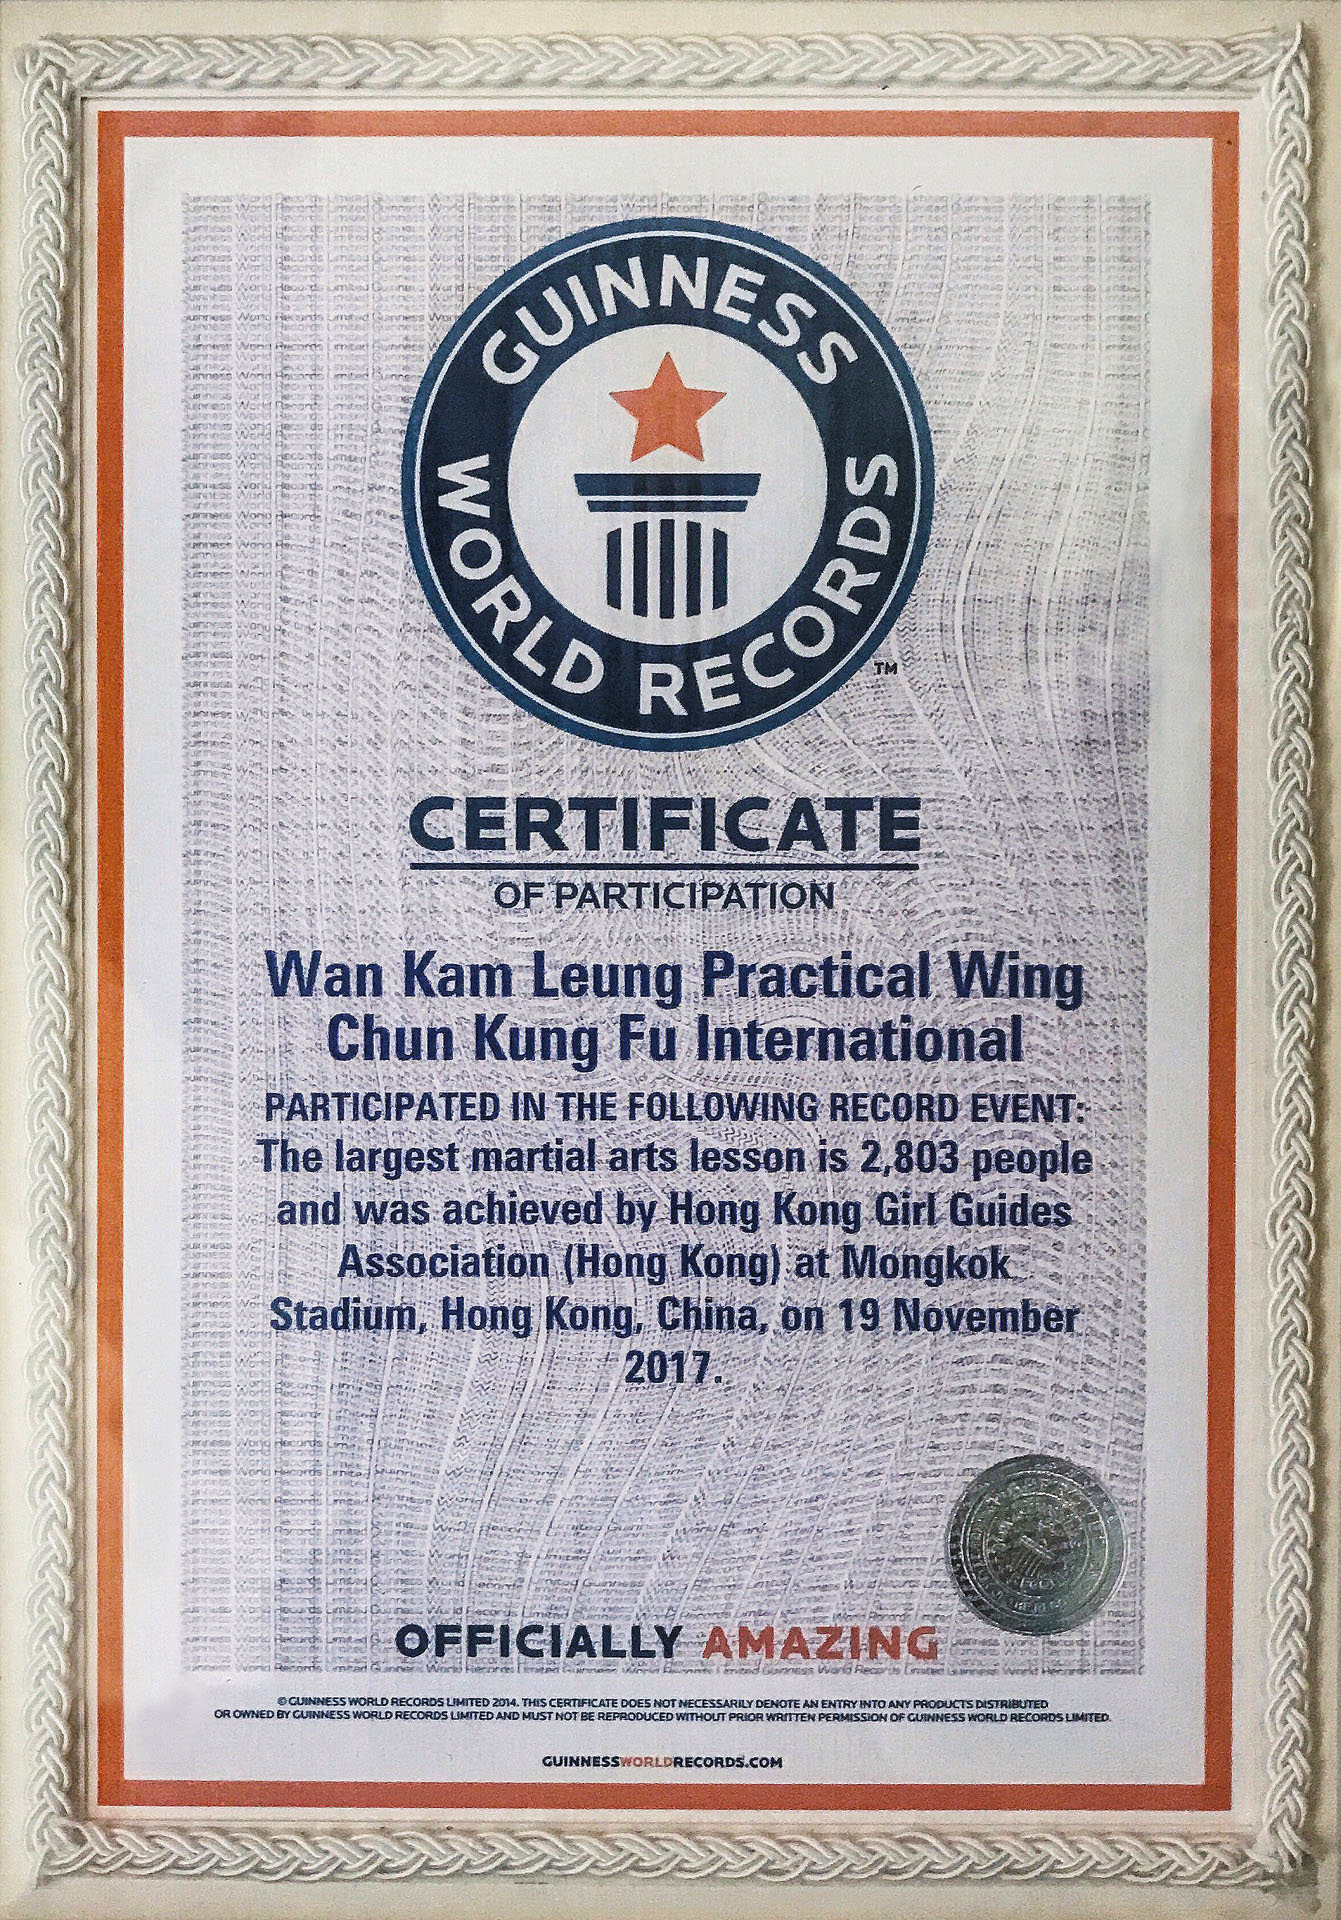 GUINNESS
WORLD RECORDS
TM
CERTIFICATE
OF PARTICIPATION
Wan Kam Leung Practical Wing
Chun Kung Fu International
PARTICIPATED IN THE FOLLOWING RECORD EVENT:
The largest martial arts lesson is 2,803 people
and was achieved by Hong Kong Girl Guides
Association (Hong Kong) at Mongkok
Stadium, Hong Kong, China, on 19 November
2017.
OFFICIALLY AMAZING
© GUINNESS WORLD RECORDS LIMITED 2014. THIS CERTIFICATE DOES NOT NECESSARILY DENOTE AN ENTRY INTO ANY PRODUCTS DISTRIBUTED
OR OWNED BY GUINNESS WORLD RECORDS LIMITED AND MUST NOT BE REPRODUCED WITHOUT PRIOR WRITTEN PERMISSION OF GUINNESS WORLD RECORDS LIMITED.
GUINNESSWORLDRECORDS.COM